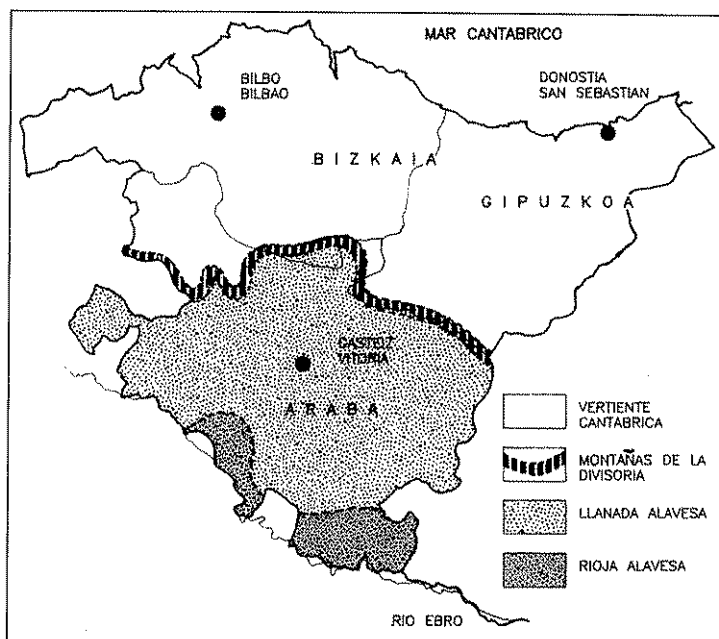 MAR CANTABRICO
BILBO
BILBAO
DONOSTIA
SAN SEBASTIAN
BIZKAIA
GIPUZKOA
GASTEIZ
VITORIA
ARABA
VERTIENTE
CANTABRICA
MONTAÑAS DE LA
DIVISORIA
LLANADA ALAVESA
RIOJA ALAVESA
RIO EBRO